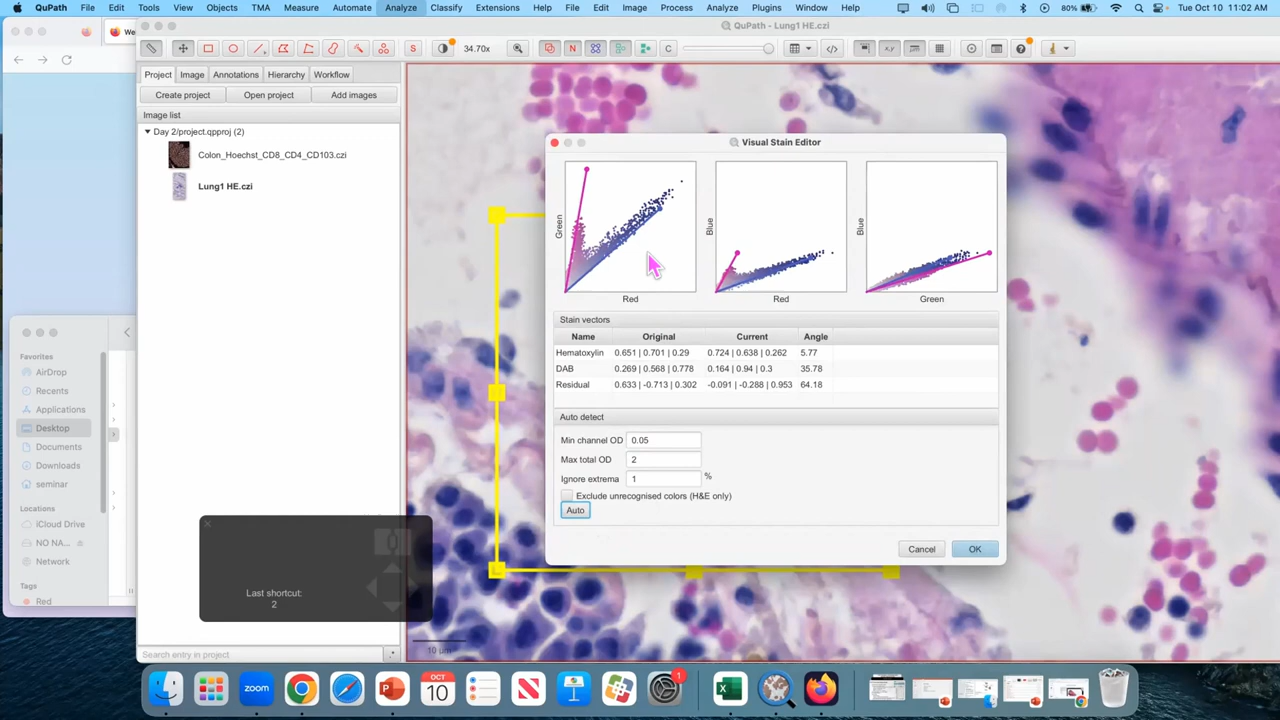 QuPath File Edit Tools View Objects TMA Measure Automate Analyze Classify Extensions Help File Edit Image Process Analyze Plugins Window 80% Tue Oct 10 11:02 AM
QuPath - Lung1 HE.czi
We
S
34.70x
N
C
x,y
Project Image Annotations Hierarchy Workflow
Create project Open project Add images
Image list
Day 2/project.qpproj (2)
Colon_Hoechst_CD8_CD4_CD103.czi
Lung1 HE.czi
Visual Stain Editor
Green
Red
Blue
Red
Blue
Green
Stain vectors
Name Original Current Angle
Hematoxylin 0.651 | 0.701 | 0.29 0.724 | 0.638 | 0.262 5.77
DAB 0.269 | 0.568 | 0.778 0.164 | 0.94 | 0.3 35.78
Residual 0.633 | -0.713 | 0.302 -0.091 | -0.288 | 0.953 64.18
Auto detect
Min channel OD 0.05
Max total OD 2
Ignore extrema 1 %
Exclude unrecognised colors (H&E only)
Auto
Cancel OK
Favorites
AirDrop
Recents
Applications
Desktop
Documents
Downloads
seminar
Locations
iCloud Drive
NO NA...
Network
Tags
Red
Last shortcut:
2
10 µm
Search entry in project
zoom
OCT
10
1